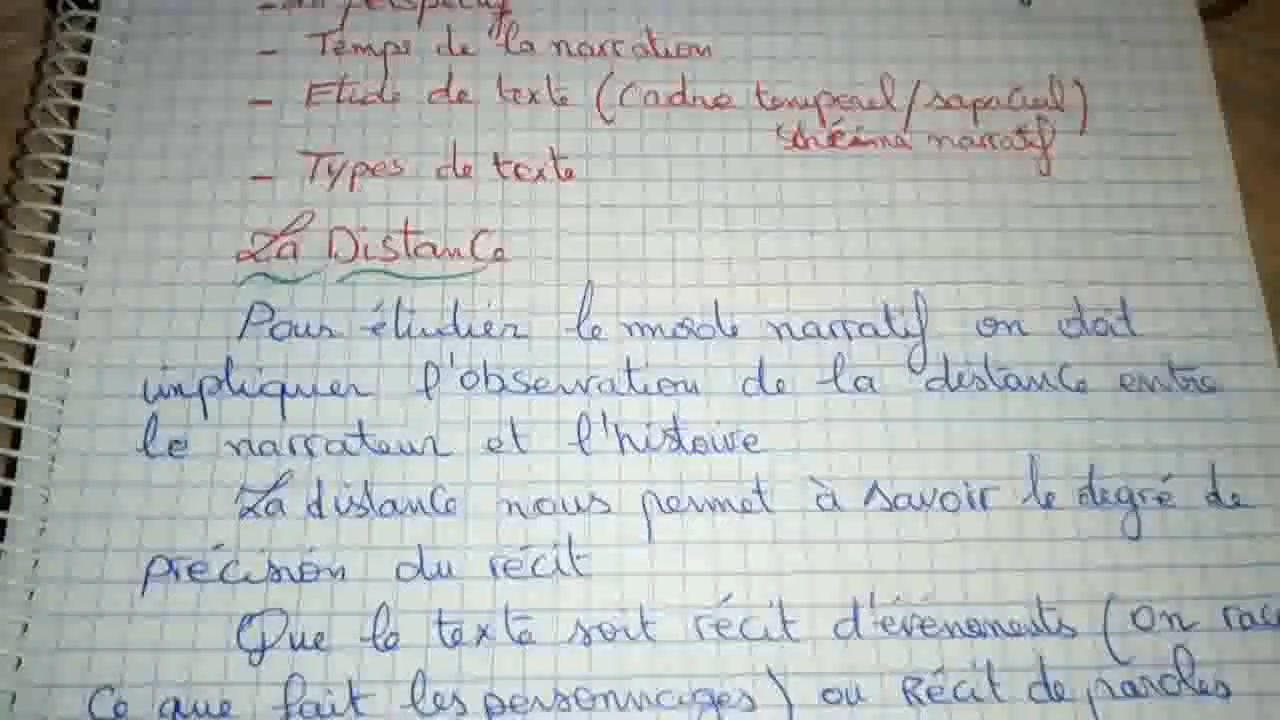 - Temps de la narration
- Etude de texte (Cadre temporel/sapacial)
Schéma narratif
- Types de texte
La Distance
Pour étiudier le mode narratif on doit
impliquer l'observation de la distance entre
le narrateur et l'histoire
La distance nous permet à savoir le degré de
précision du récit
Que le texte soit récit d'événements (on rac
Ce que fait les personnages) ou Récit de paroles